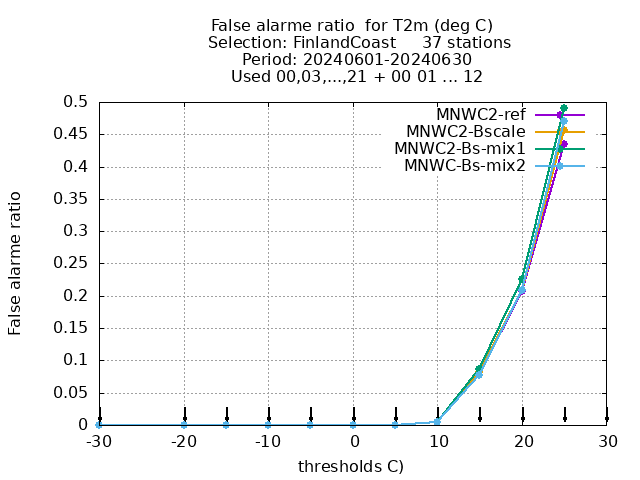 False alarme ratio  for T2m (deg C)
Selection: FinlandCoast     37 stations
Period: 20240601-20240630
Used 00,03,...,21 + 00 01 ... 12
MNWC2-ref
MNWC2-Bscale
MNWC2-Bs-mix1
MNWC-Bs-mix2
False alarme ratio
0.5
0.45
0.4
0.35
0.3
0.25
0.2
0.15
0.1
0.05
0
-30 -20 -10 0 10 20 30
thresholds C)